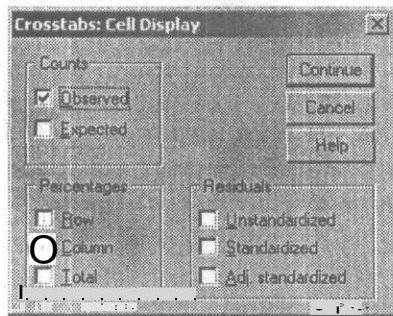 Crosstabs: Cell Display
Counts
Observed
Expected
Continue
Cancel
Help
Percentages
Row
Column
Total
Residuals
Unstandardized
Standardized
Adj. standardized